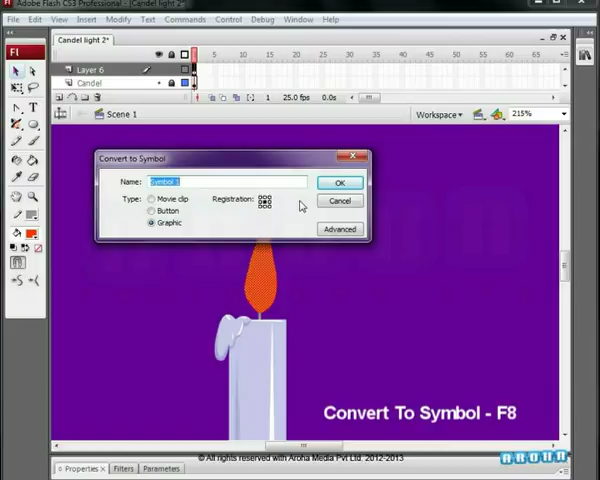 Adobe Flash CS3 Professional - [Candel light 2*]
File Edit View Insert Modify Text Commands Control Debug Window Help
Candel light 2*
5 10 15 20 25 30 35 40 45 50 55 60 65
Layer 6
Candel
1 25.0 fps 0.0s
Scene 1
Workspace
215%
Convert to Symbol
Name: Symbol 1
OK
Type: Movie clip
Registration:
Cancel
Button
Graphic
Advanced
Convert To Symbol - F8
© All rights reserved with Aroha Media Pvt Ltd, 2012-2013
AROHA
Properties Filters Parameters